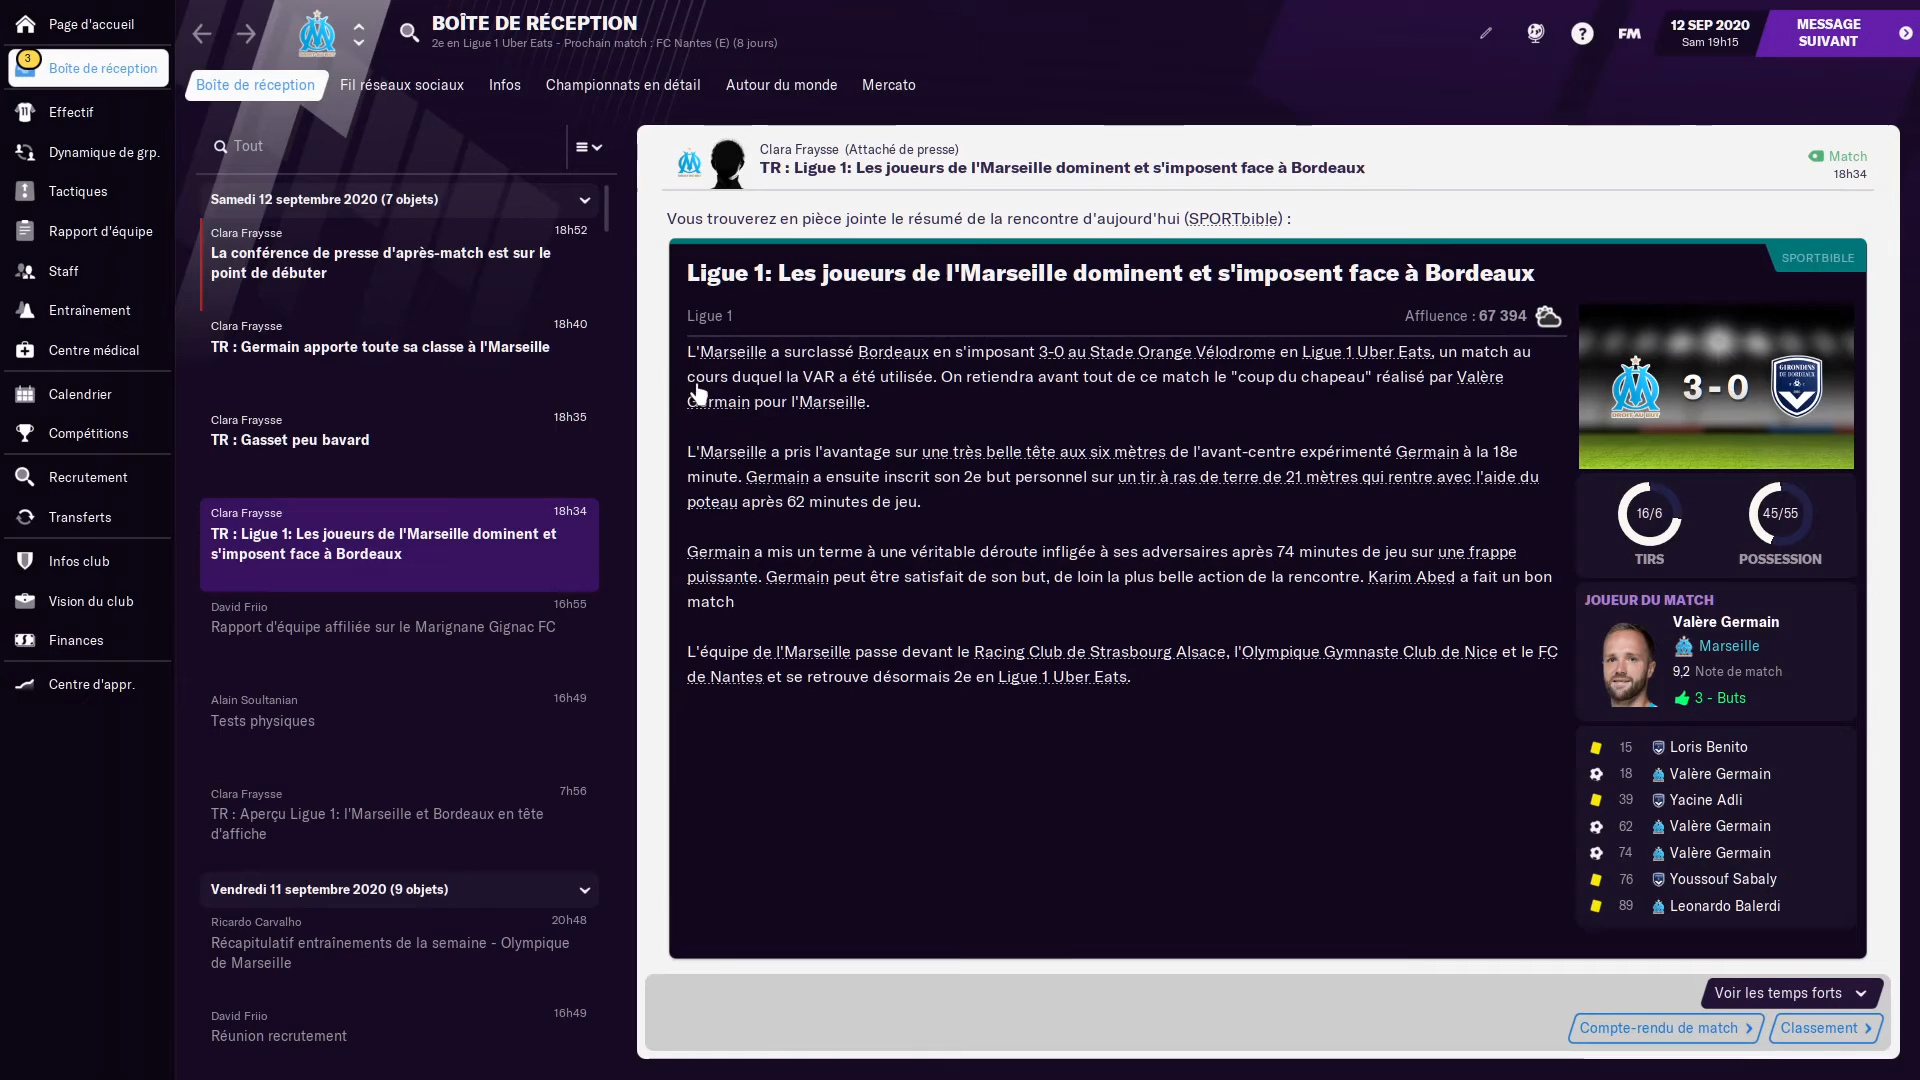 Page d'accueil
3
Boîte de réception
Effectif
Dynamique de grp.
Tactiques
Rapport d'équipe
Staff
Entraînement
Centre médical
Calendrier
Compétitions
Recrutement
Transferts
Infos club
Vision du club
Finances
Centre d'appr.
BOÎTE DE RÉCEPTION
2e en Ligue 1 Uber Eats - Prochain match : FC Nantes (E) (8 jours)
?
FM
12 SEP 2020
Sam 19h15
MESSAGE
SUIVANT
Boîte de réception Fil réseaux sociaux Infos Championnats en détail Autour du monde Mercato
Tout
Samedi 12 septembre 2020 (7 objets)
Clara Fraysse 18h52
La conférence de presse d'après-match est sur le
point de débuter
Clara Fraysse 18h40
TR : Germain apporte toute sa classe à l'Marseille
Clara Fraysse 18h35
TR : Gasset peu bavard
Clara Fraysse 18h34
TR : Ligue 1: Les joueurs de l'Marseille dominent et
s'imposent face à Bordeaux
David Friio 16h55
Rapport d'équipe affiliée sur le Marignane Gignac FC
Alain Soultanian 16h49
Tests physiques
Clara Fraysse 7h56
TR : Aperçu Ligue 1: l'Marseille et Bordeaux en tête
d'affiche
Vendredi 11 septembre 2020 (9 objets)
Ricardo Carvalho 20h48
Récapitulatif entraînements de la semaine - Olympique
de Marseille
David Friio 16h49
Réunion recrutement
Clara Fraysse (Attaché de presse)
TR : Ligue 1: Les joueurs de l'Marseille dominent et s'imposent face à Bordeaux
Match
18h34
Vous trouverez en pièce jointe le résumé de la rencontre d'aujourd'hui (SPORTbible) :
SPORTBIBLE
Ligue 1: Les joueurs de l'Marseille dominent et s'imposent face à Bordeaux
Ligue 1 Affluence : 67 394
L'Marseille a surclassé Bordeaux en s'imposant 3-0 au Stade Orange Vélodrome en Ligue 1 Uber Eats, un match au
cours duquel la VAR a été utilisée. On retiendra avant tout de ce match le "coup du chapeau" réalisé par Valère
Germain pour l'Marseille.
L'Marseille a pris l'avantage sur une très belle tête aux six mètres de l'avant-centre expérimenté Germain à la 18e
minute. Germain a ensuite inscrit son 2e but personnel sur un tir à ras de terre de 21 mètres qui rentre avec l'aide du
poteau après 62 minutes de jeu.
Germain a mis un terme à une véritable déroute infligée à ses adversaires après 74 minutes de jeu sur une frappe
puissante. Germain peut être satisfait de son but, de loin la plus belle action de la rencontre. Karim Abed a fait un bon
match
L'équipe de l'Marseille passe devant le Racing Club de Strasbourg Alsace, l'Olympique Gymnaste Club de Nice et le FC
de Nantes et se retrouve désormais 2e en Ligue 1 Uber Eats.
3 - 0
16/6 45/55
TIRS POSSESSION
JOUEUR DU MATCH
Valère Germain
Marseille
9,2 Note de match
3 - Buts
15 Loris Benito
18 Valère Germain
39 Yacine Adli
62 Valère Germain
74 Valère Germain
76 Youssouf Sabaly
89 Leonardo Balerdi
Voir les temps forts
Compte-rendu de match
Classement